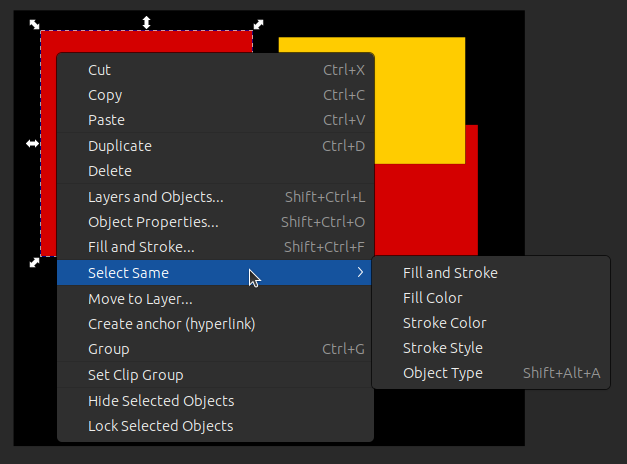 Cut Ctrl+X
Copy Ctrl+C
Paste Ctrl+V
Duplicate Ctrl+D
Delete
Layers and Objects... Shift+Ctrl+L
Object Properties... Shift+Ctrl+O
Fill and Stroke... Shift+Ctrl+F
Select Same
Move to Layer...
Create anchor (hyperlink)
Group Ctrl+G
Set Clip Group
Hide Selected Objects
Lock Selected Objects
Fill and Stroke
Fill Color
Stroke Color
Stroke Style
Object Type Shift+Alt+A